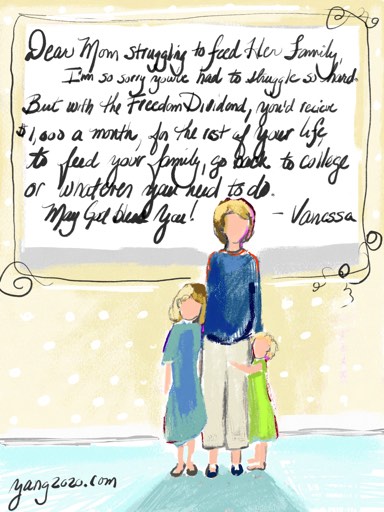 Dear Mom struggling to feed Her Family,
I'm so sorry you've had to struggle so hard.
But with the Freedom Dividend, you'd recieve
$1,000 a month, for the rest of your life,
to feed your family, go back to college
or whatever you need to do.
May God bless You! - Vanessa
yang2020.com